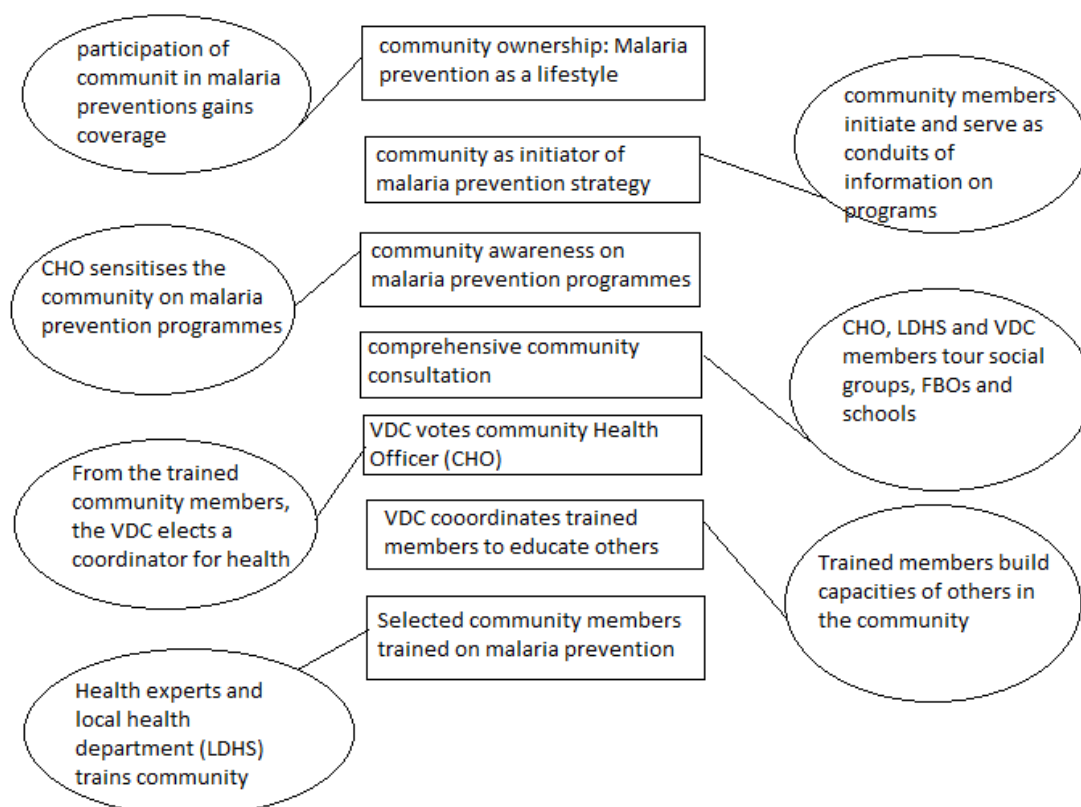 participation of
communit in malaria
preventions gains
coverage
community ownership: Malaria
prevention as a lifestyle
community members
initiate and serve as
conduits of
information on
programs
community as initiator of
malaria prevention strategy
CHO sensitises the
community on malaria
prevention programmes
community awareness on
malaria prevention programmes
comprehensive community
consultation
CHO, LDHS and VDC
members tour social
groups, FBOs and
schools
VDC votes community Health
Officer (CHO)
From the trained
community members,
the VDC elects a
coordinator for health
VDC cooordinates trained
members to educate others
Trained members build
capacities of others in
the community
Selected community members
trained on malaria prevention
Health experts and
local health
department (LDHS)
trains community